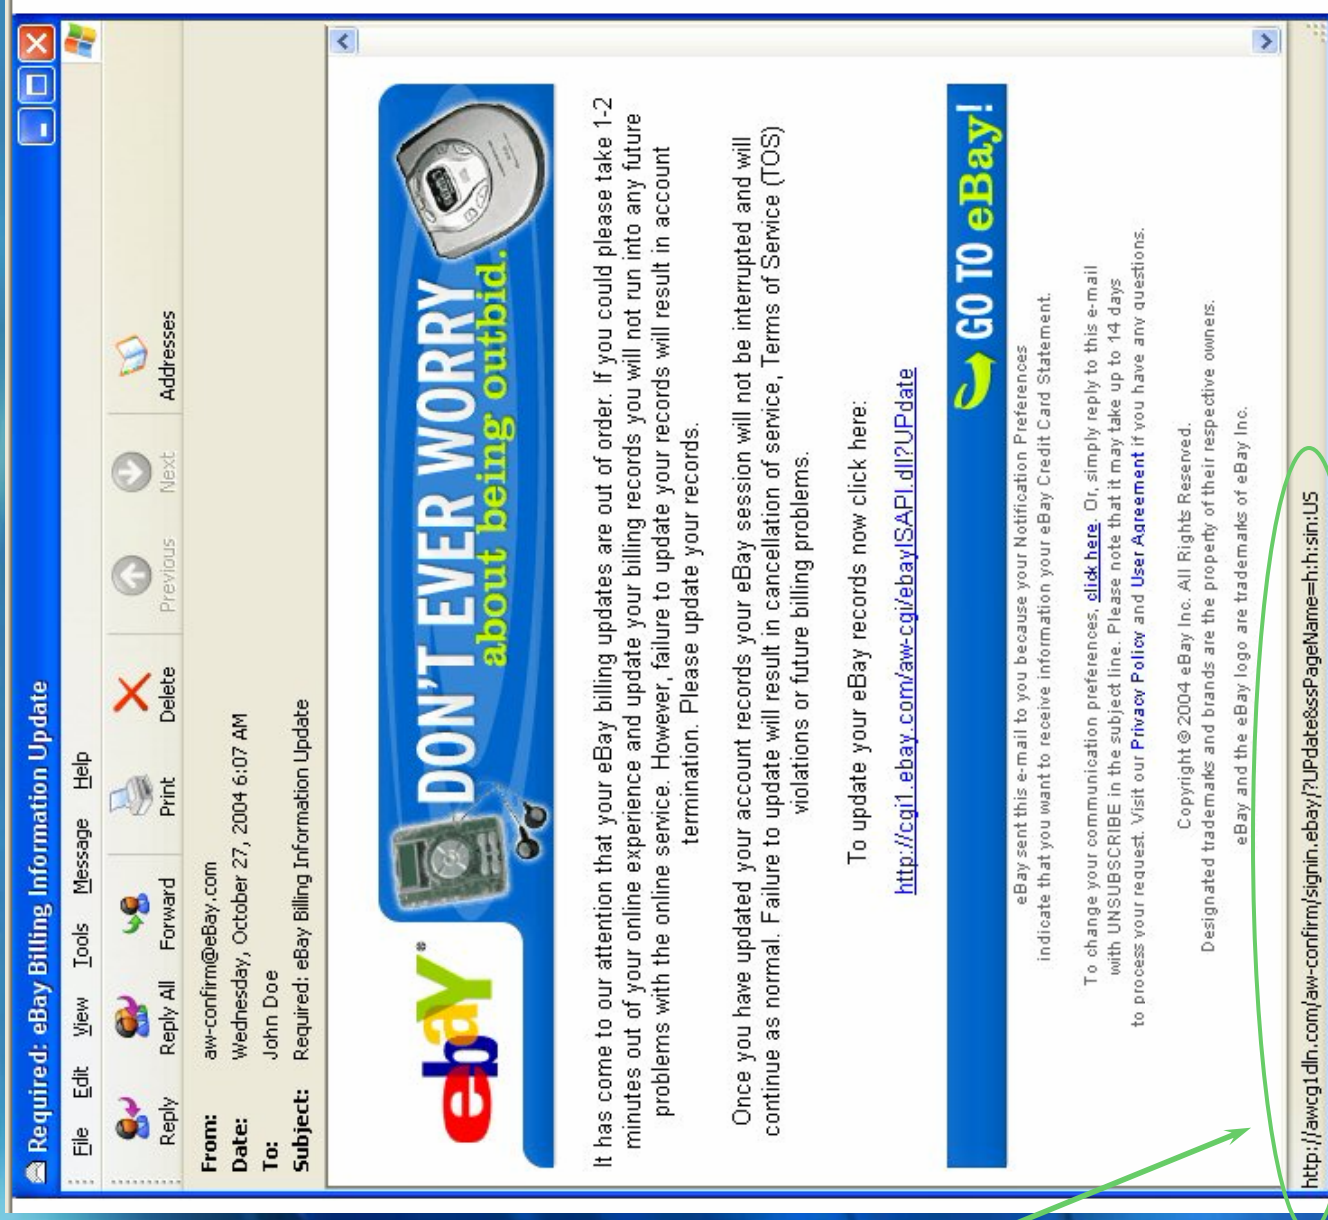 Required: eBay Billing Information Update
File Edit View Tools Message Help
Reply Reply All Forward Print Delete Previous Next Addresses
From: aw-confirm@eBay.com
Date: Wednesday, October 27, 2004 6:07 AM
To: John Doe
Subject: Required: eBay Billing Information Update
ebaY®
DON'T EVER WORRY
about being outbid.
It has come to our attention that your eBay billing updates are out of order. If you could please take 1-2
minutes out of your online experience and update your billing records you will not run into any future
problems with the online service. However, failure to update your records will result in account
termination. Please update your records.
Once you have updated your account records your eBay session will not be interrupted and will
continue as normal. Failure to update will result in cancellation of service, Terms of Service (TOS)
violations or future billing problems.
To update your eBay records now click here:
http://cgi1.ebay.com/aw-cgi/ebayISAPI.dll?UPdate
GO TO eBay!
eBay sent this e-mail to you because your Notification Preferences
indicate that you want to receive information your eBay Credit Card Statement.
To change your communication preferences, click here. Or, simply reply to this e-mail
with UNSUBSCRIBE in the subject line. Please note that it may take up to 14 days
to process your request. Visit our Privacy Policy and User Agreement if you have any questions.
Copyright © 2004 eBay Inc. All Rights Reserved.
Designated trademarks and brands are the property of their respective owners.
eBay and the eBay logo are trademarks of eBay Inc.
http://awcg1dln.com/aw-confirm/signin.ebay/?UPdate&ssPageName=h:h:sin:US